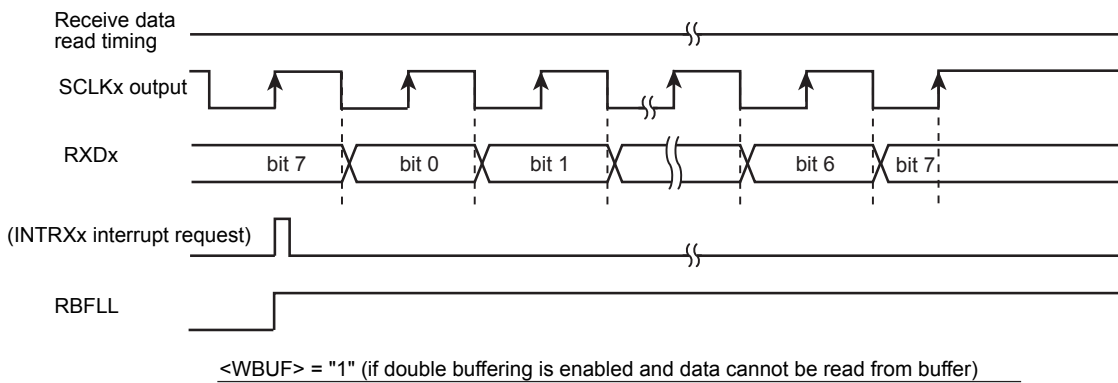 Receive data
read timing
SCLKx output
RXDx
bit 7
bit 0
bit 1
bit 6
bit 7
(INTRXx interrupt request)
RBFLL
<WBUF> = "1" (if double buffering is enabled and data cannot be read from buffer)